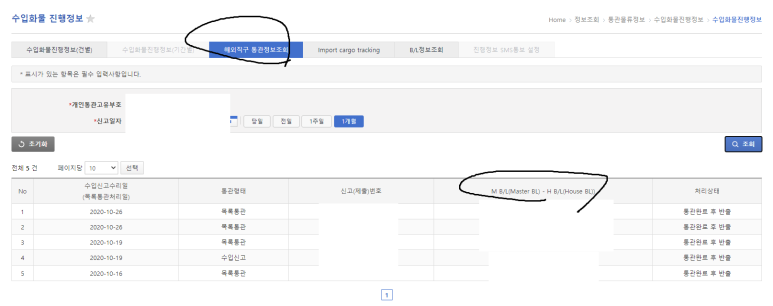 수입화물 진행정보
Home > 정보조회 > 통관물류정보 > 수입화물진행정보 > 수입화물진행정보
수입화물진행정보(건별) 수입화물진행정보(기간별) 해외직구 통관정보조회 Import cargo tracking B/L정보조회 진행정보 SMS통보 설정
* 표시가 있는 항목은 필수 입력사항입니다.
*개인통관고유부호
*신고일자 당일 전일 1주일 1개월
초기화 조회
전체 5 건 페이지당 10 선택
No 수입신고수리일 (목록통관처리일) 통관형태 신고(제출)번호 M B/L(Master BL) - H B/L(House BL)) 처리상태
1 2020-10-26 목록통관 통관완료 후 반출
2 2020-10-26 목록통관 통관완료 후 반출
3 2020-10-19 목록통관 통관완료 후 반출
4 2020-10-19 수입신고 통관완료 후 반출
5 2020-10-16 목록통관 통관완료 후 반출
1